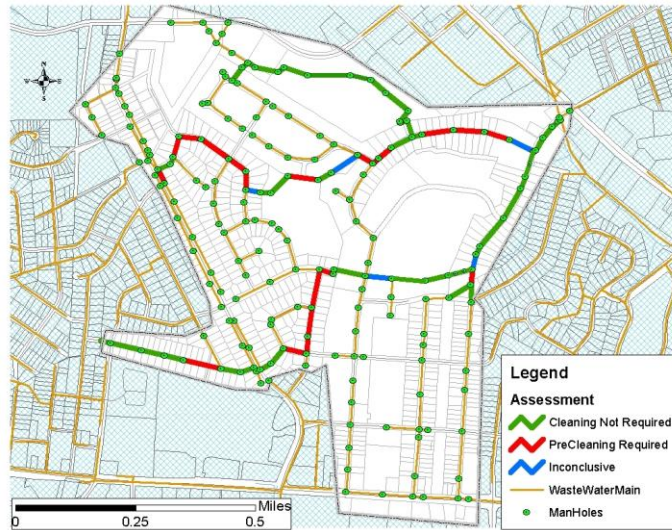 N
W E
S
Legend
Assessment
Cleaning Not Required
PreCleaning Required
Inconclusive
WasteWaterMain
ManHoles
Miles
0 0.25 0.5